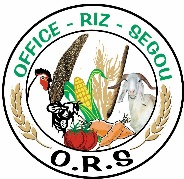 OFFICE - RIZ - SEGOU
O.R.S